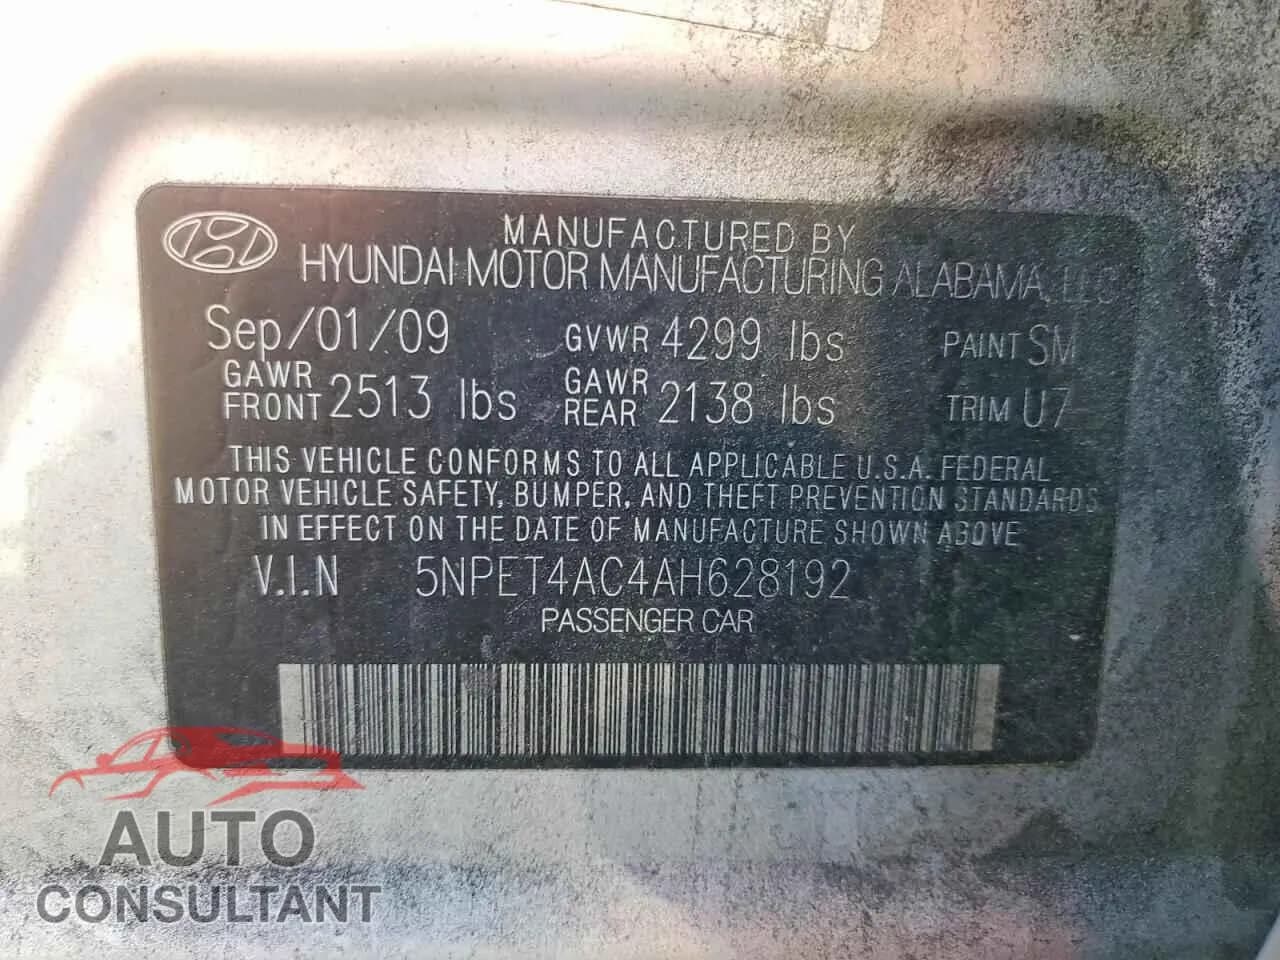 MANUFACTURED BY
HYUNDAI MOTOR MANUFACTURING ALABAMA, LLC
Sep/01/09 GVWR 4299 lbs PAINT SM
GAWR FRONT 2513 lbs GAWR REAR 2138 lbs TRIM U7
THIS VEHICLE CONFORMS TO ALL APPLICABLE U.S.A. FEDERAL
MOTOR VEHICLE SAFETY, BUMPER, AND THEFT PREVENTION STANDARDS
IN EFFECT ON THE DATE OF MANUFACTURE SHOWN ABOVE
V.I.N 5NPET4AC4AH628192
PASSENGER CAR
AUTO
CONSULTANT